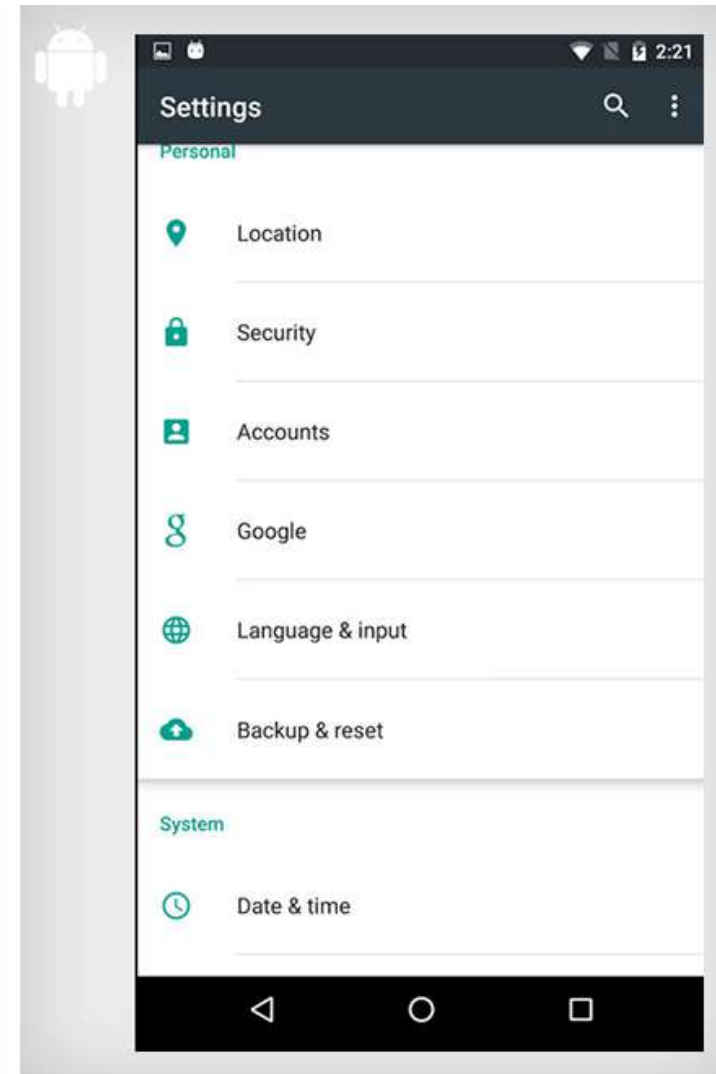 2:21
Settings
Personal
Location
Security
Accounts
Google
Language & input
Backup & reset
System
Date & time